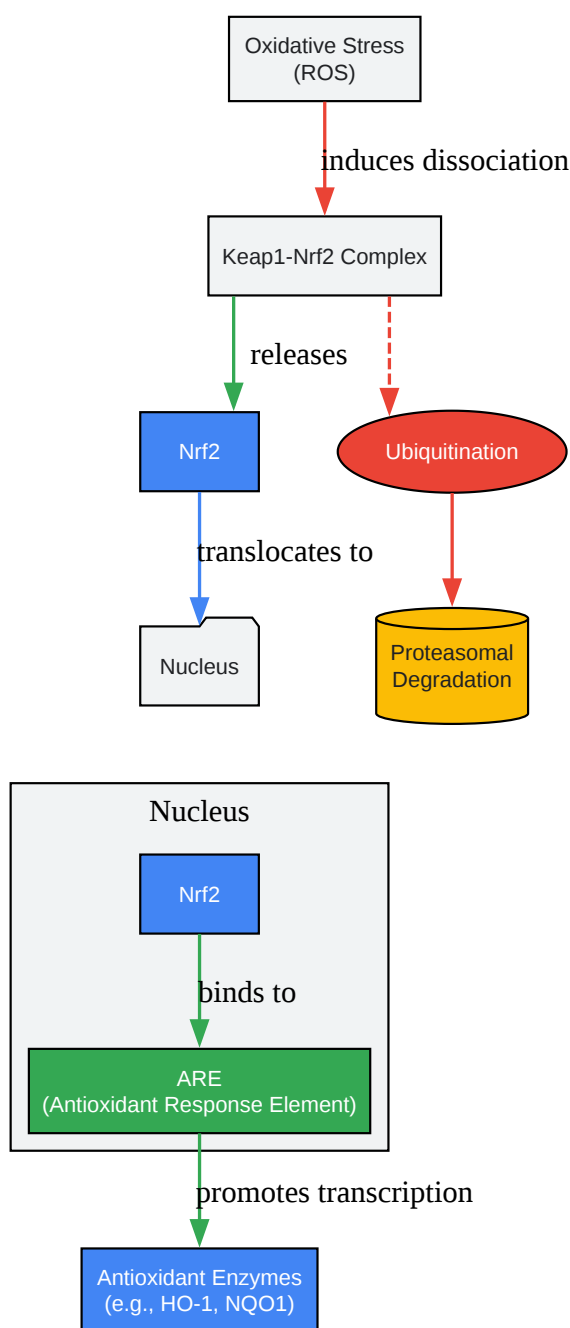 Oxidative Stress
(ROS)
induces dissociation
Keap1-Nrf2 Complex
releases
Nrf2
Ubiquitination
translocates to
Nucleus
Proteasomal
Degradation
Nucleus
Nrf2
binds to
ARE
(Antioxidant Response Element)
promotes transcription
Antioxidant Enzymes
(e.g., HO-1, NQO1)